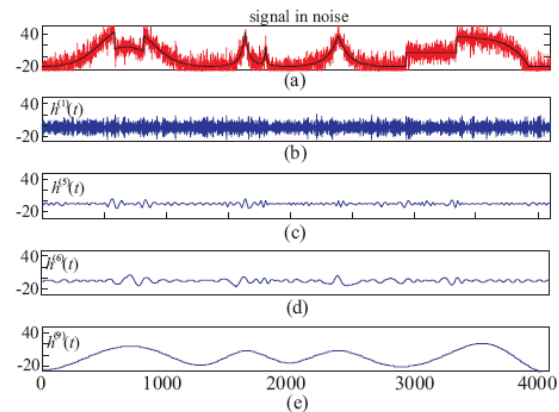 signal in noise
40
-20
(a)
40
h⁽¹⁾(t)
-20
(b)
40
h⁽⁵⁾(t)
-20
(c)
40
h⁽⁶⁾(t)
-20
(d)
40
h⁽⁹⁾(t)
-20
0 1000 2000 3000 4000
(e)